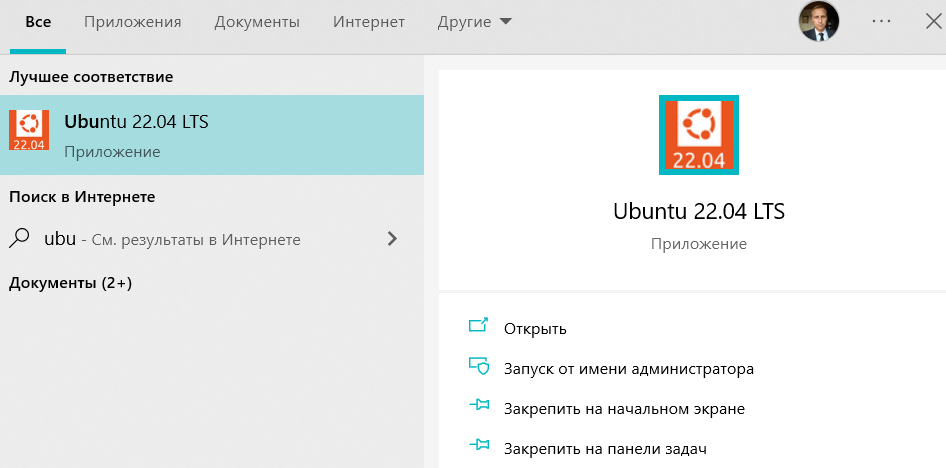 Все Приложения Документы Интернет Другие
Лучшее соответствие
22.04
Ubuntu 22.04 LTS
Приложение
Поиск в Интернете
ubu - См. результаты в Интернете
Документы (2+)
22.04
Ubuntu 22.04 LTS
Приложение
Открыть
Запуск от имени администратора
Закрепить на начальном экране
Закрепить на панели задач